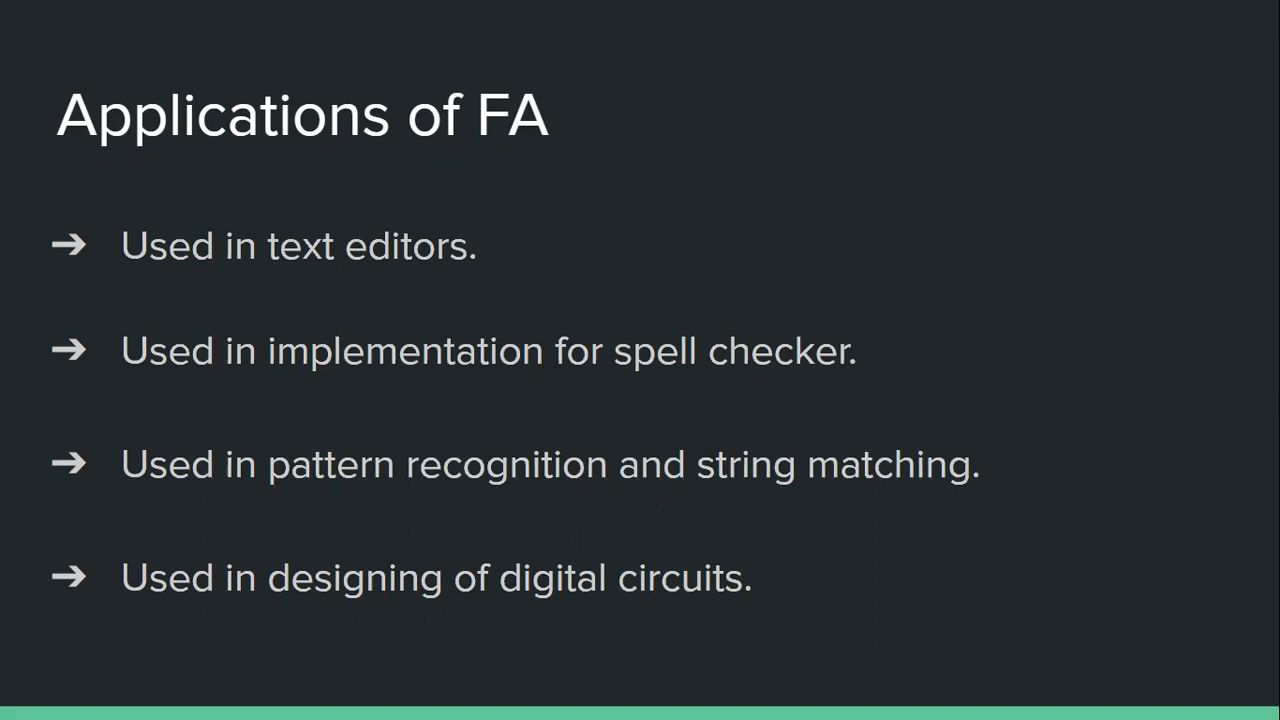 Applications of FA
➔ Used in text editors.
➔ Used in implementation for spell checker.
➔ Used in pattern recognition and string matching.
➔ Used in designing of digital circuits.